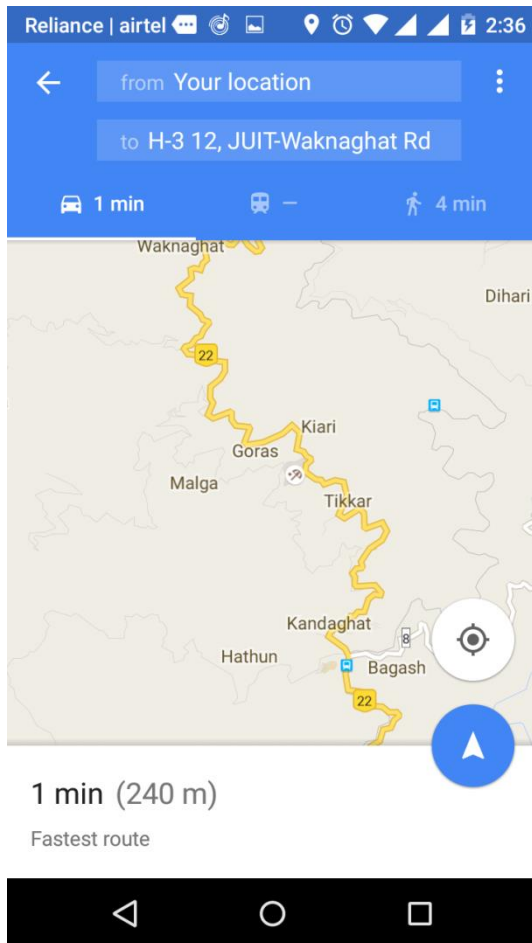 Reliance | airtel 2:36
from Your location
to H-3 12, JUIT-Waknaghat Rd
1 min – 4 min
Waknaghat
Dihari
22
Kiari
Goras
Malga
Tikkar
Kandaghat
8
Hathun
Bagash
22
1 min (240 m)
Fastest route